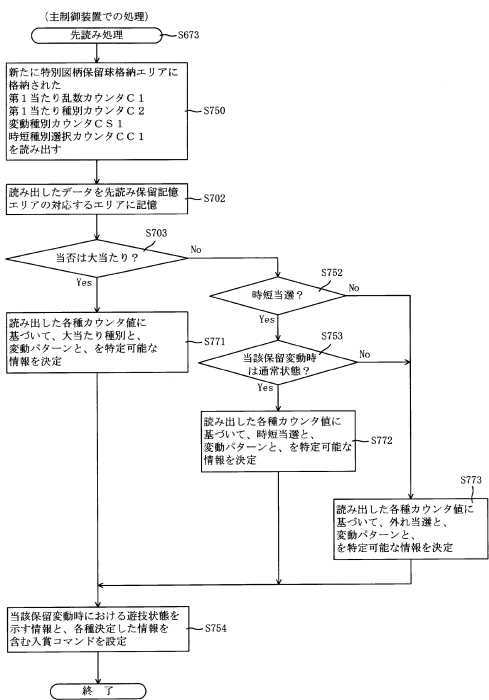 （主制御装置での処理）
先読み処理
S673
新たに特別図柄保留球格納エリアに
格納された
第１当たり乱数カウンタＣ１
第１当たり種別カウンタＣ２
変動種別カウンタＣＳ１
時短種別選択カウンタＣＣ１
を読み出す
S750
読み出したデータを先読み保留記憶
エリアの対応するエリアに記憶
S702
当否は大当たり？
S703
No
Yes
時短当選？
S752
No
Yes
読み出した各種カウンタ値に
基づいて、大当たり種別と、
変動パターンと、を特定可能な
情報を決定
S771
当該保留変動時
は通常状態？
S753
No
Yes
読み出した各種カウンタ値に
基づいて、時短当選と、
変動パターンと、を特定可能な
情報を決定
S772
読み出した各種カウンタ値に
基づいて、外れ当選と、
変動パターンと、
を特定可能な情報を決定
S773
当該保留変動時における遊技状態を
示す情報と、各種決定した情報を
含む入賞コマンドを設定
S754
終 了